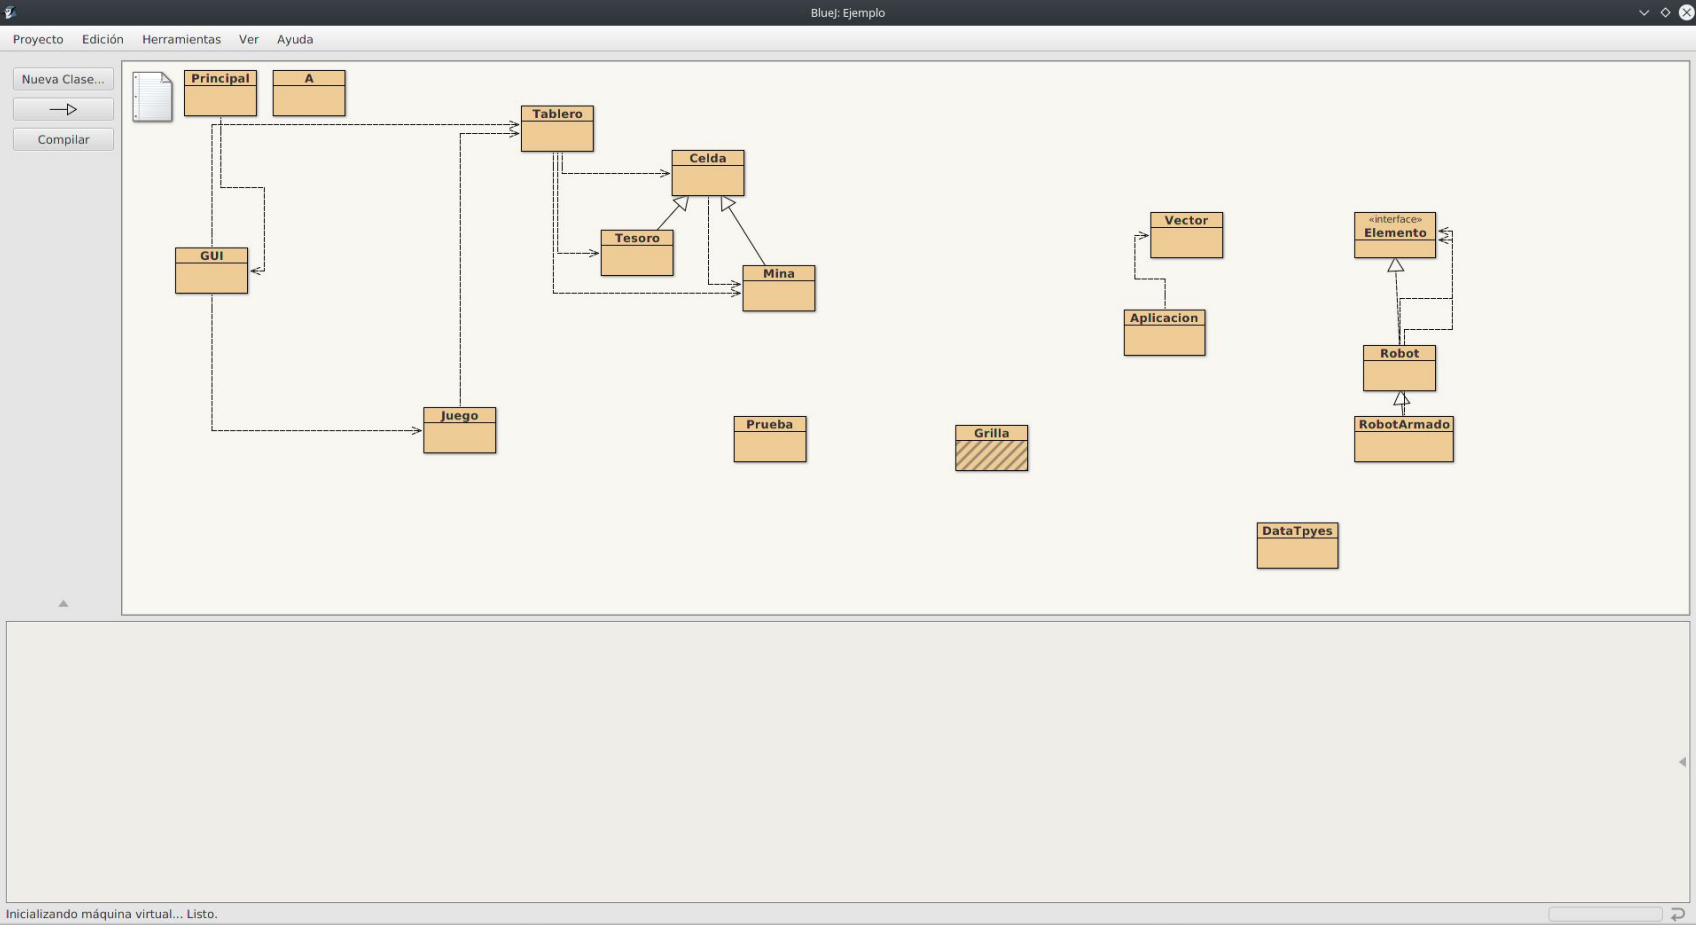 BlueJ: Ejemplo
Proyecto Edición Herramientas Ver Ayuda
Nueva Clase...
Compilar
Principal
A
Tablero
Celda
Tesoro
Mina
GUI
Juego
Prueba
Grilla
Vector
Aplicacion
«interface»
Elemento
Robot
RobotArmado
DataTpyes
Inicializando máquina virtual... Listo.